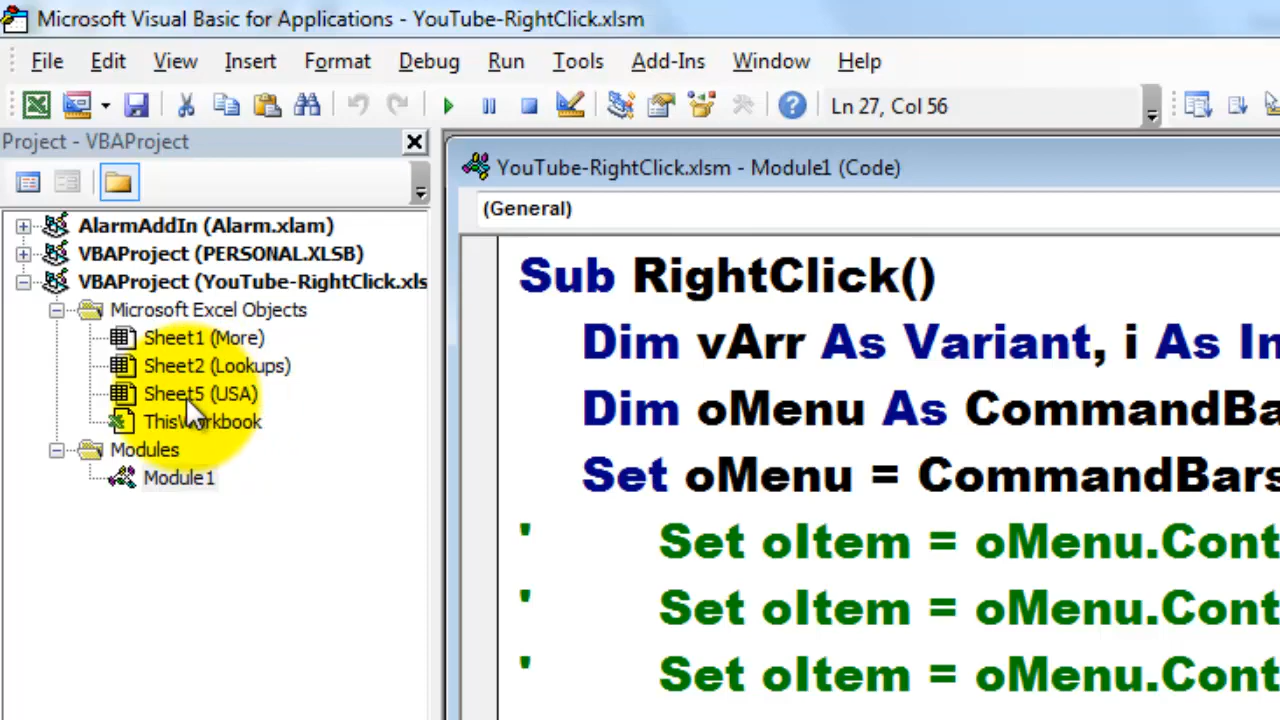 Microsoft Visual Basic for Applications - YouTube-RightClick.xlsm
File Edit View Insert Format Debug Run Tools Add-Ins Window Help
Ln 27, Col 56
Project - VBAProject
AlarmAddIn (Alarm.xlam)
VBAProject (PERSONAL.XLSB)
VBAProject (YouTube-RightClick.xls
Microsoft Excel Objects
Sheet1 (More)
Sheet2 (Lookups)
Sheet5 (USA)
ThisWorkbook
Modules
Module1
YouTube-RightClick.xlsm - Module1 (Code)
(General)
Sub RightClick()
Dim vArr As Variant, i As In
Dim oMenu As CommandBa
Set oMenu = CommandBars
' Set oItem = oMenu.Cont
' Set oItem = oMenu.Cont
' Set oItem = oMenu.Cont